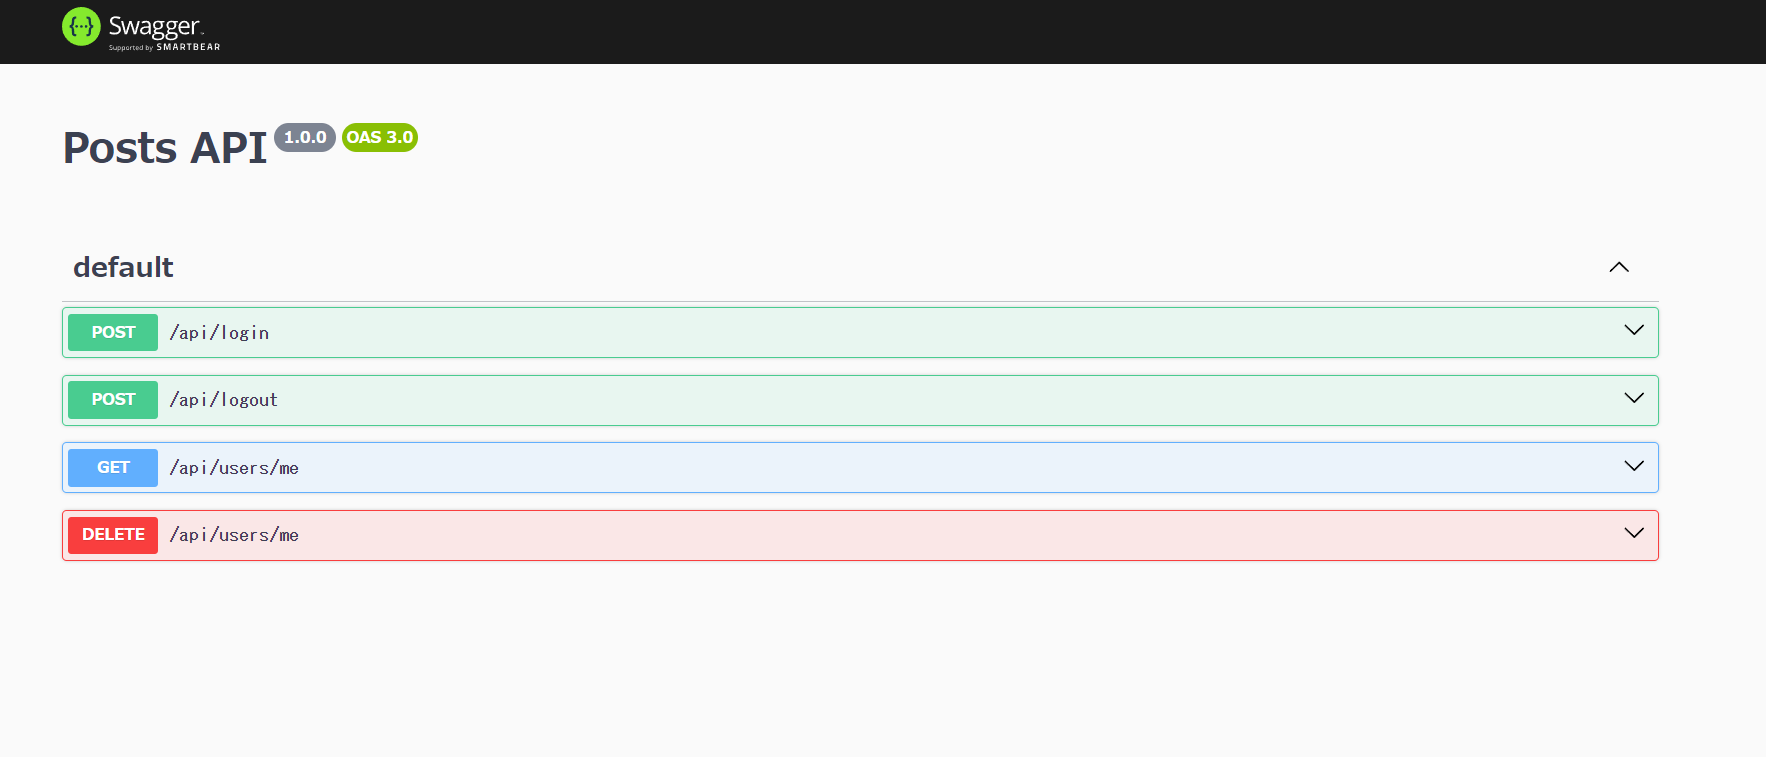 Swagger
Supported by SMARTBEAR
Posts API 1.0.0 OAS 3.0
default
POST /api/login
POST /api/logout
GET /api/users/me
DELETE /api/users/me